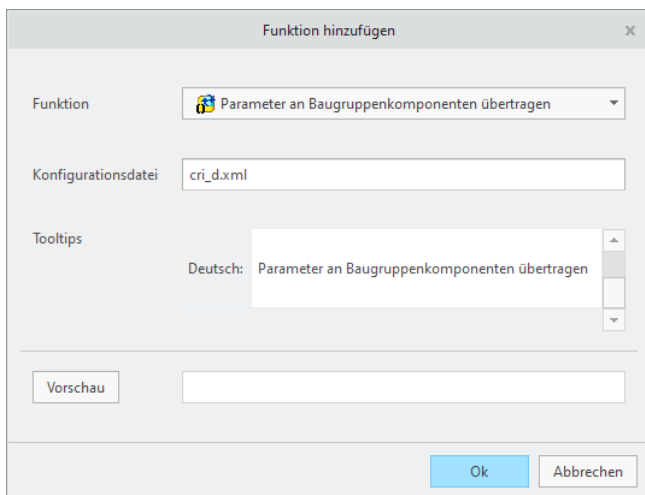 Funktion hinzufügen
Funktion
Parameter an Baugruppenkomponenten übertragen
Konfigurationsdatei
cri_d.xml
Tooltips
Deutsch: Parameter an Baugruppenkomponenten übertragen
Vorschau
Ok
Abbrechen